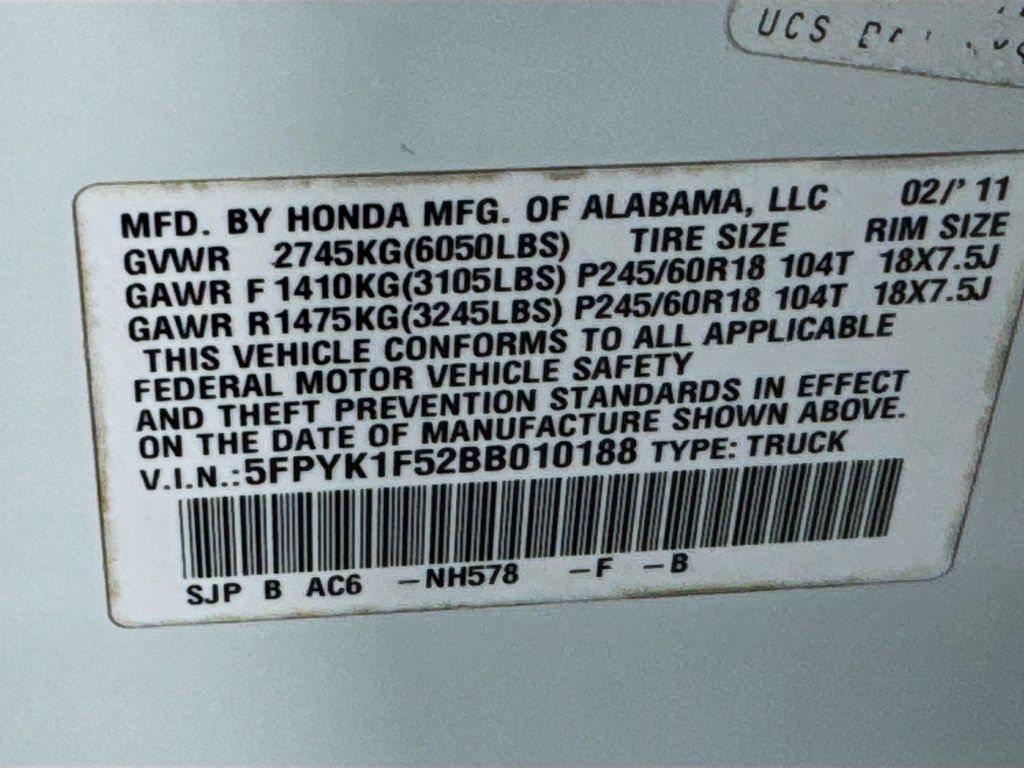 UCS
MFD. BY HONDA MFG. OF ALABAMA, LLC 02/' 11
GVWR 2745KG(6050LBS) TIRE SIZE RIM SIZE
GAWR F 1410KG(3105LBS) P245/60R18 104T 18X7.5J
GAWR R1475KG(3245LBS) P245/60R18 104T 18X7.5J
THIS VEHICLE CONFORMS TO ALL APPLICABLE
FEDERAL MOTOR VEHICLE SAFETY
AND THEFT PREVENTION STANDARDS IN EFFECT
ON THE DATE OF MANUFACTURE SHOWN ABOVE.
V.I.N.:5FPYK1F52BB010188 TYPE: TRUCK
SJP B AC6 -NH578 -F -B